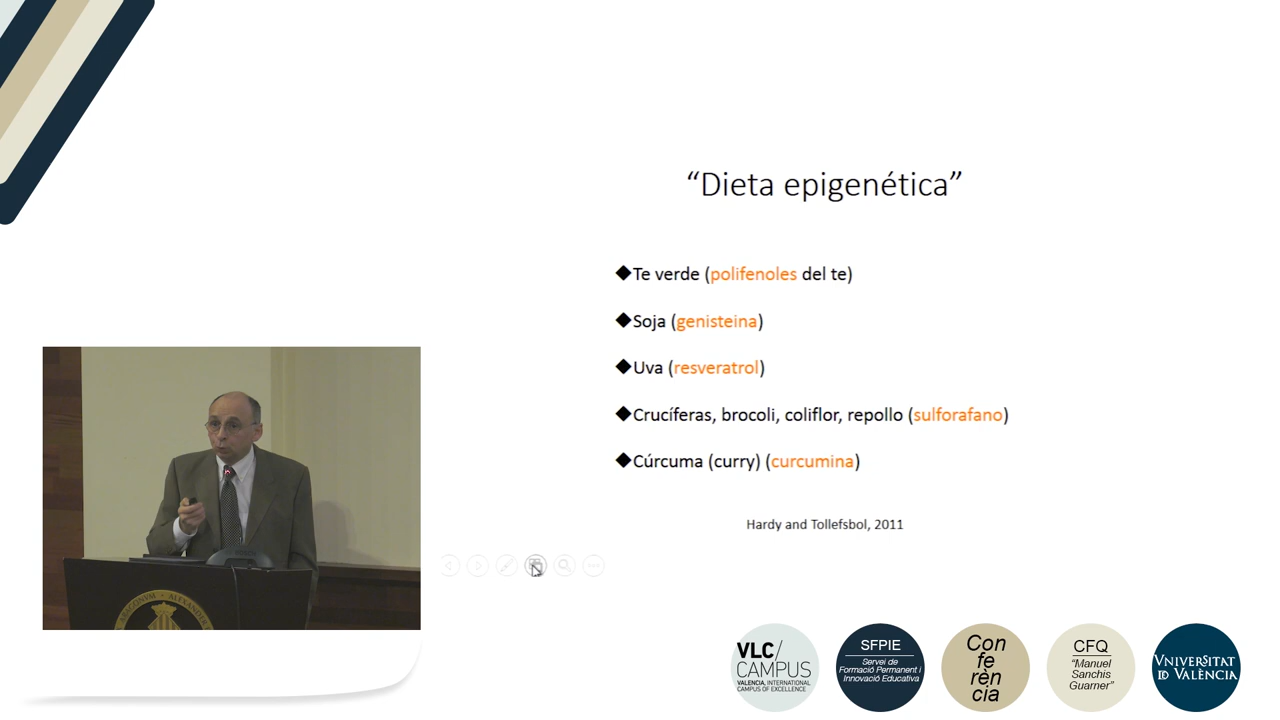 “Dieta epigenética”
◆Te verde (polifenoles del te)
◆Soja (genisteina)
◆Uva (resveratrol)
◆Crucíferas, brocoli, coliflor, repollo (sulforafano)
◆Cúrcuma (curry) (curcumina)
Hardy and Tollefsbol, 2011
VLC/
CAMPUS
VALENCIA, INTERNATIONAL
CAMPUS OF EXCELLENCE
SFPIE
Servei de
Formació Permanent i
Innovació Educativa
Con
fe
rèn
cia
CFQ
“Manuel
Sanchis
Guarner”
VNIVERSITAT
ID VALÈNCIA